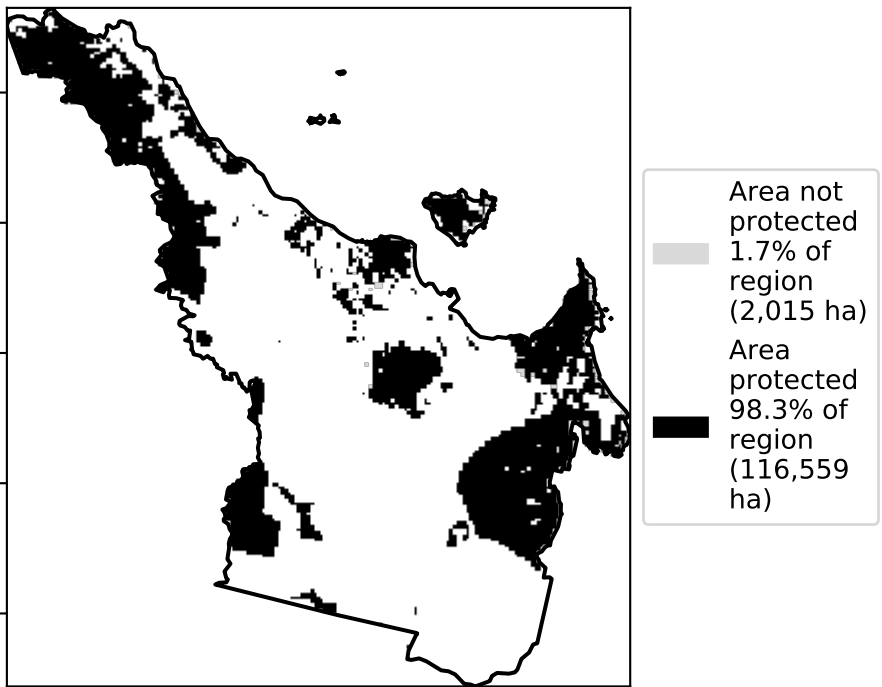 Area not
protected
1.7% of
region
(2,015 ha)
Area
protected
98.3% of
region
(116,559
ha)